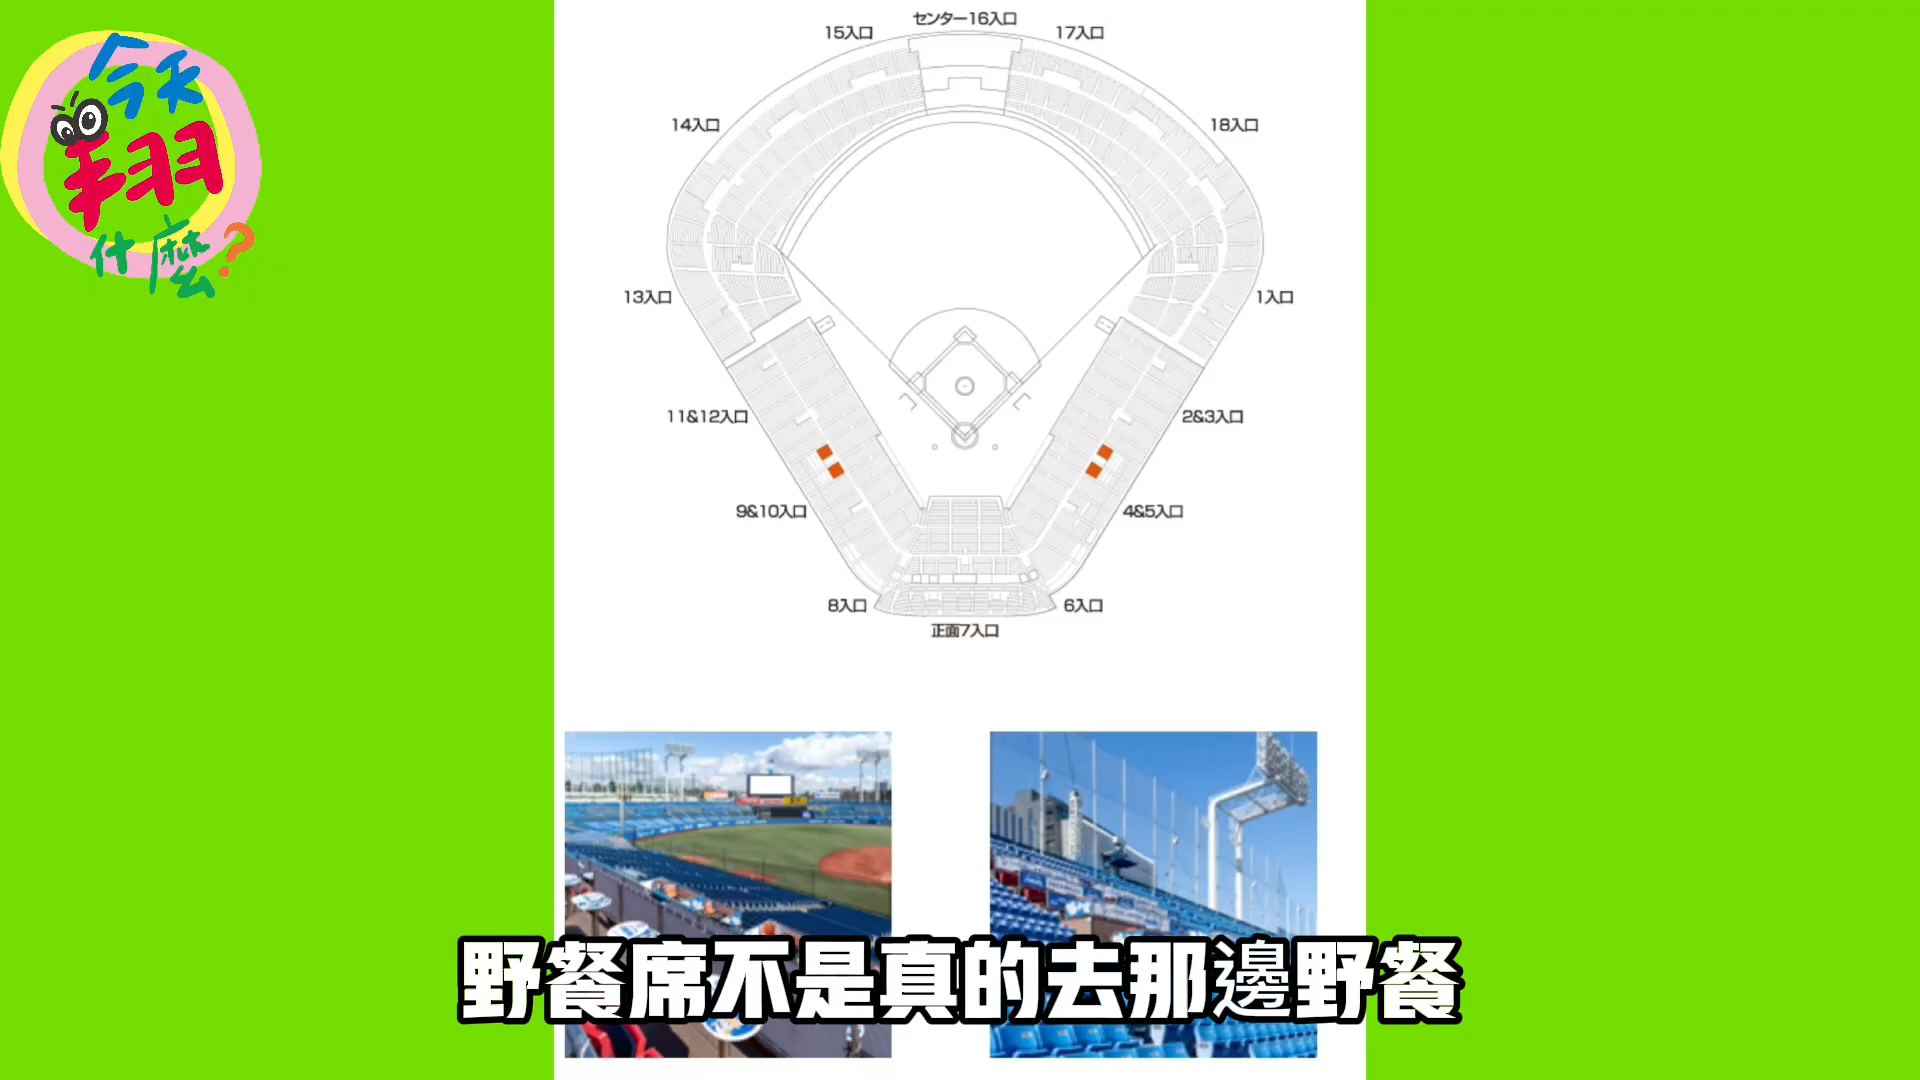 今天
翔
什麼?
センター16入口
15入口
17入口
14入口
18入口
13入口
1入口
11&12入口
2&3入口
9&10入口
4&5入口
8入口
6入口
正面7入口
野餐席不是真的去那邊野餐